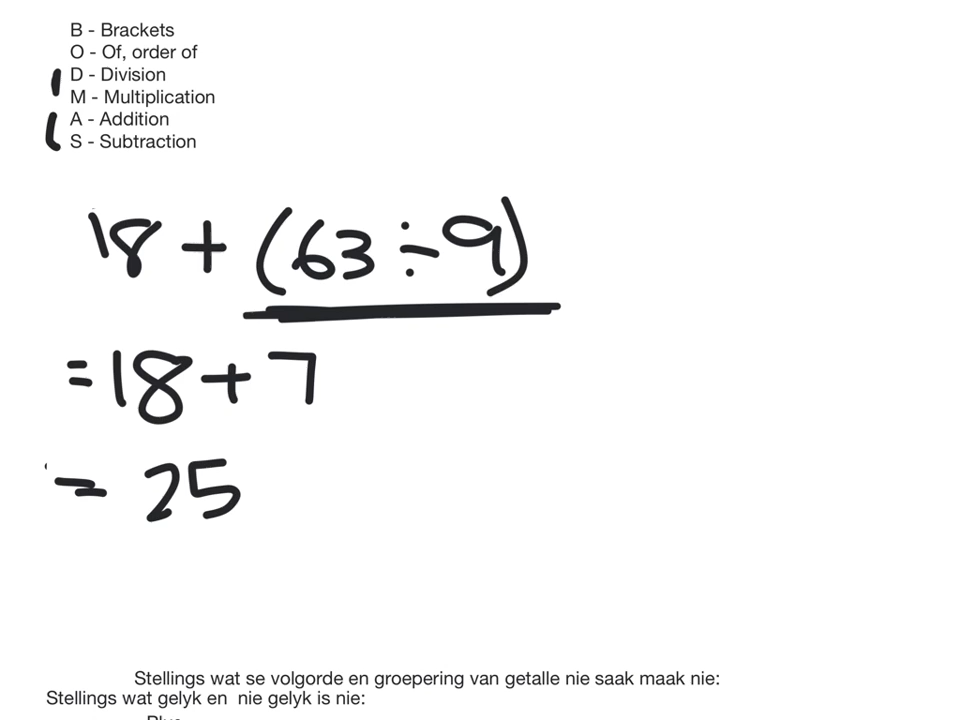 B - Brackets
O - Of, order of
D - Division
M - Multiplication
A - Addition
S - Subtraction
18 + (63 ÷ 9)
= 18 + 7
= 25
Stellings wat se volgorde en groepering van getalle nie saak maak nie:
Stellings wat gelyk en nie gelyk is nie: